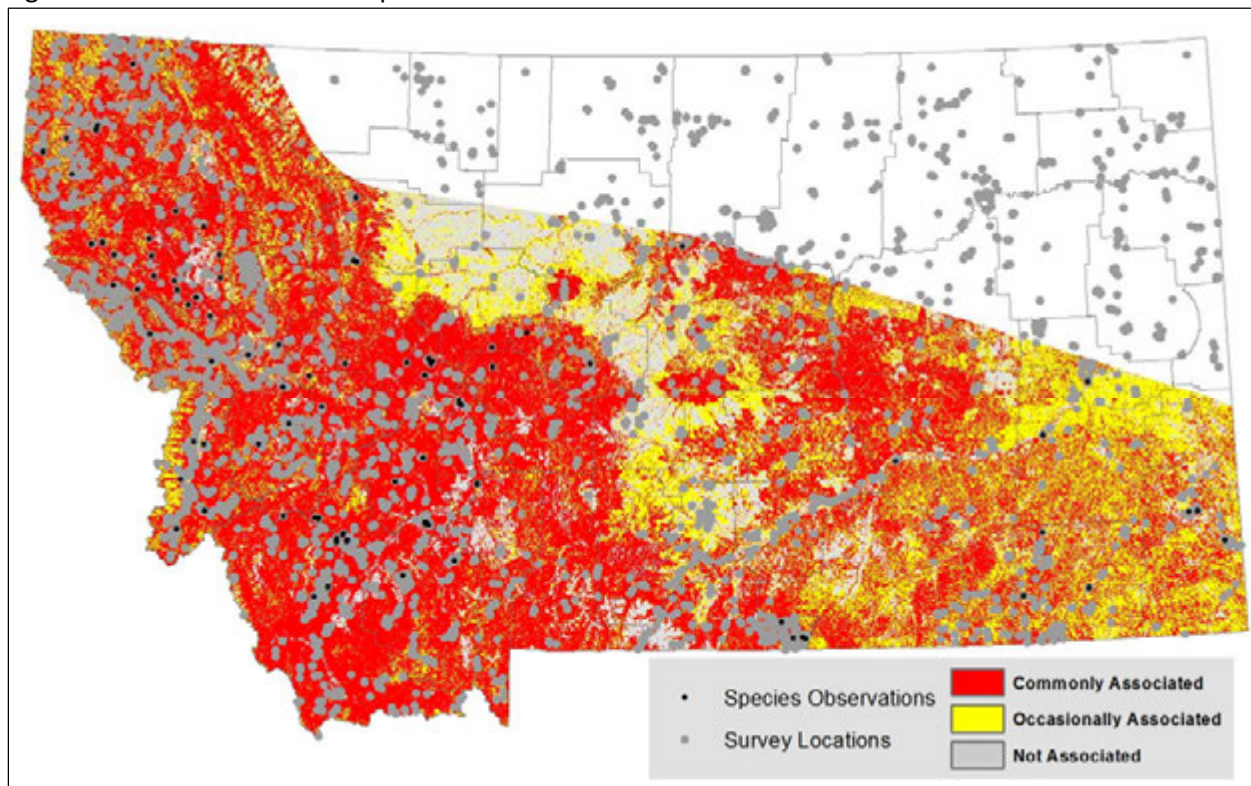 Species Observations
Survey Locations
Commonly Associated
Occasionally Associated
Not Associated